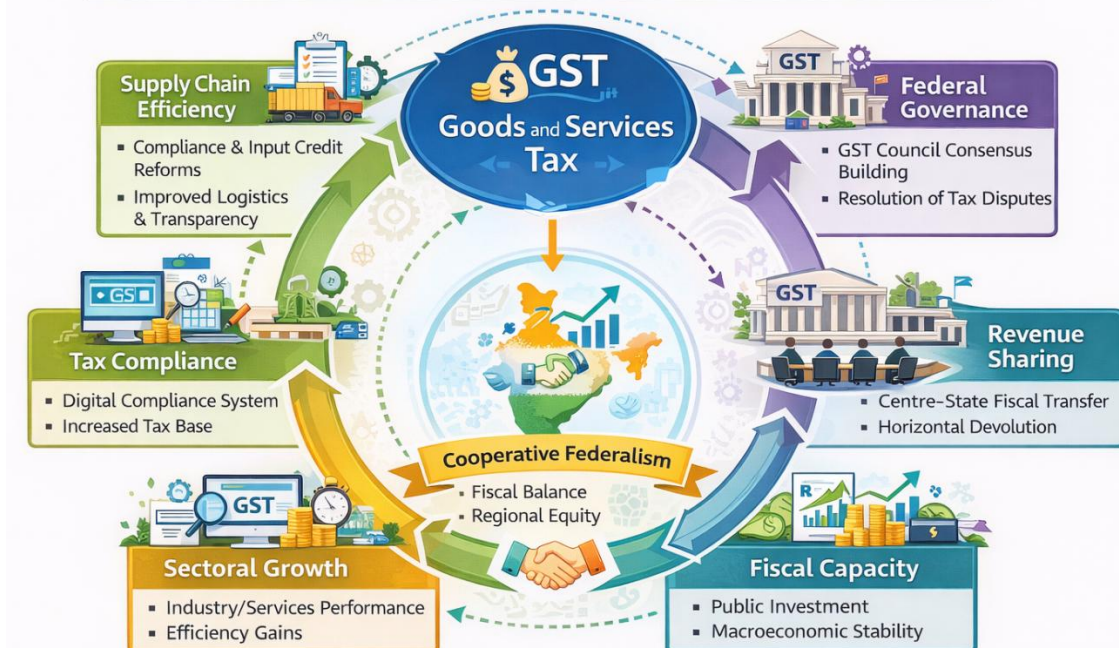 GST
Goods and Services
Tax
Supply Chain
Efficiency
▪ Compliance & Input Credit
Reforms
▪ Improved Logistics
& Transparency
GST
Federal
Governance
▪ GST Council Consensus
Building
▪ Resolution of Tax Disputes
GS
Tax Compliance
▪ Digital Compliance System
▪ Increased Tax Base
GST
Revenue
Sharing
▪ Centre-State Fiscal Transfer
▪ Horizontal Devolution
Cooperative Federalism
▪ Fiscal Balance
▪ Regional Equity
GST
Sectoral Growth
▪ Industry/Services Performance
▪ Efficiency Gains
R
Fiscal Capacity
▪ Public Investment
▪ Macroeconomic Stability